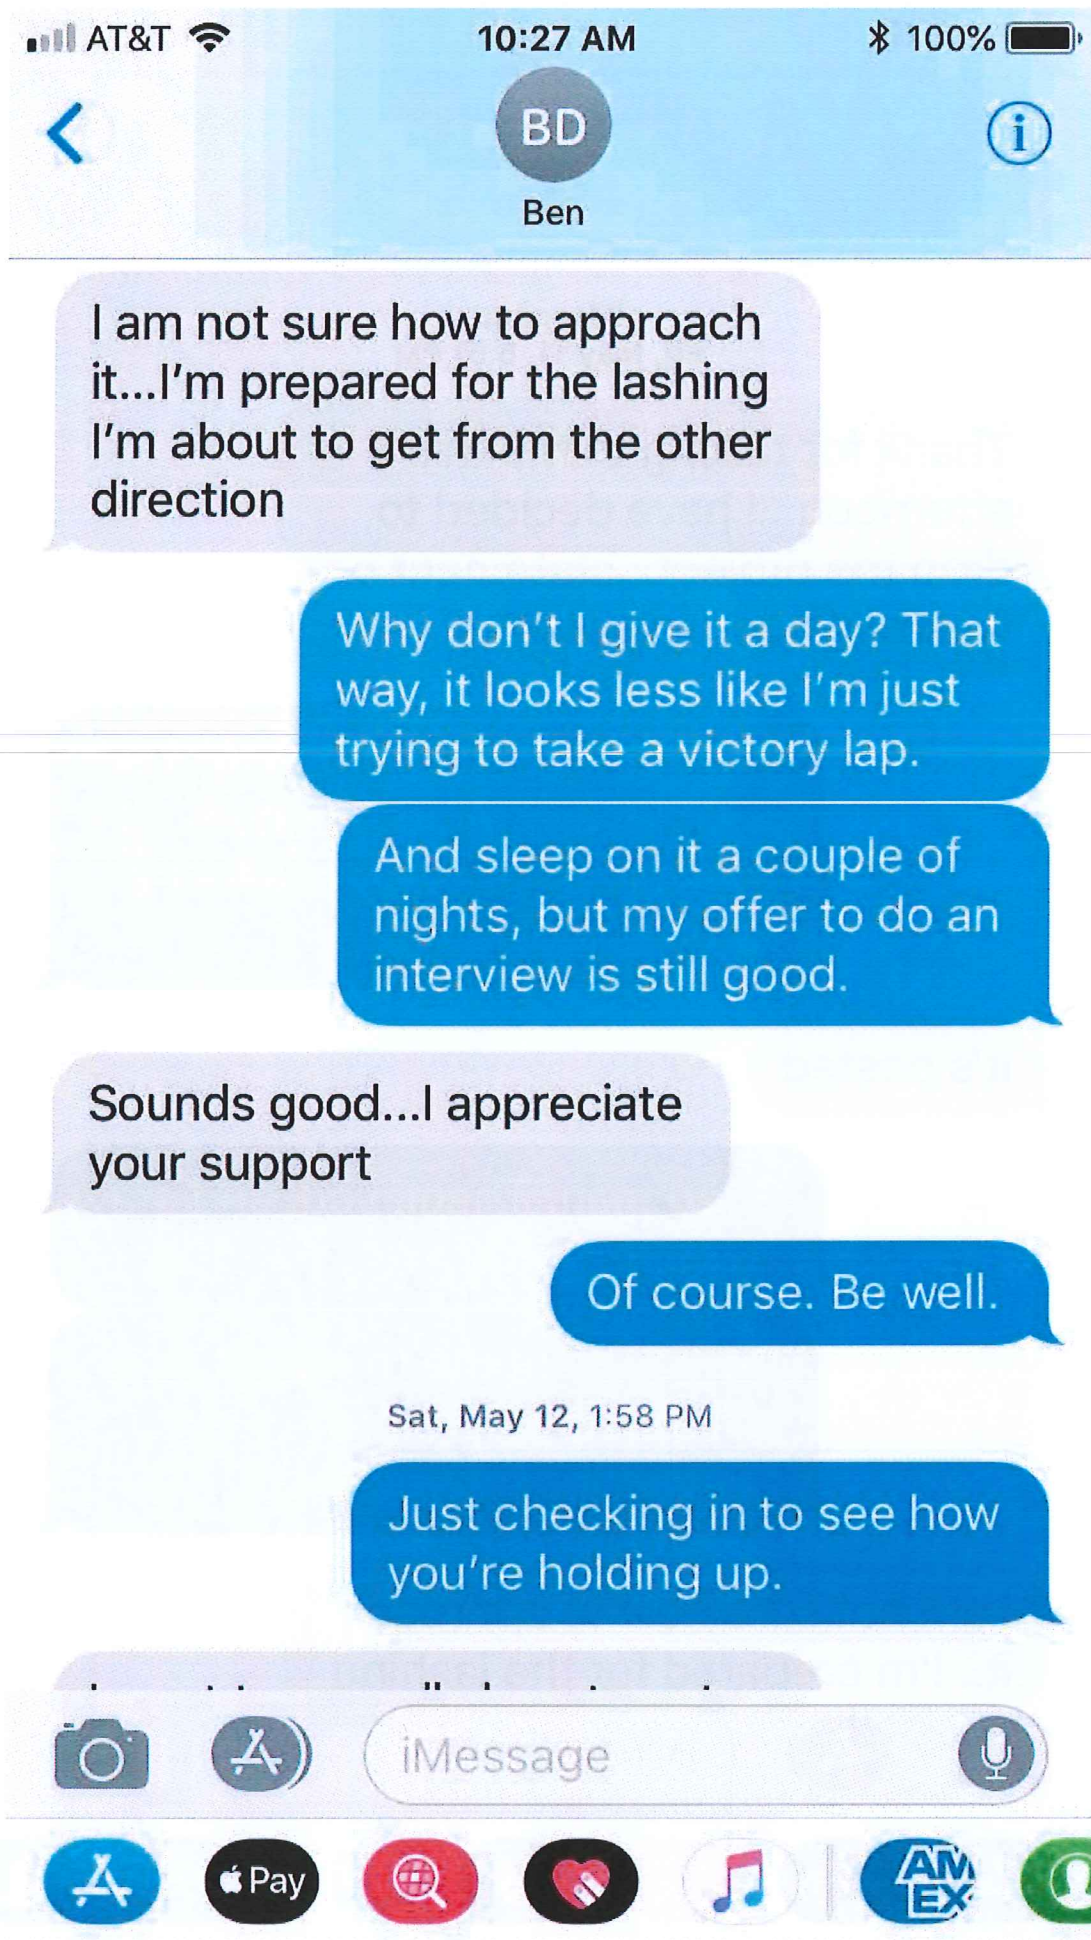 AT&T 10:27 AM 100%
BD
i
Ben
I am not sure how to approach
it...I'm prepared for the lashing
I'm about to get from the other
direction
Why don't I give it a day? That
way, it looks less like I'm just
trying to take a victory lap.
And sleep on it a couple of
nights, but my offer to do an
interview is still good.
Sounds good...I appreciate
your support
Of course. Be well.
Sat, May 12, 1:58 PM
Just checking in to see how
you're holding up.
iMessage
Pay
AM
EX